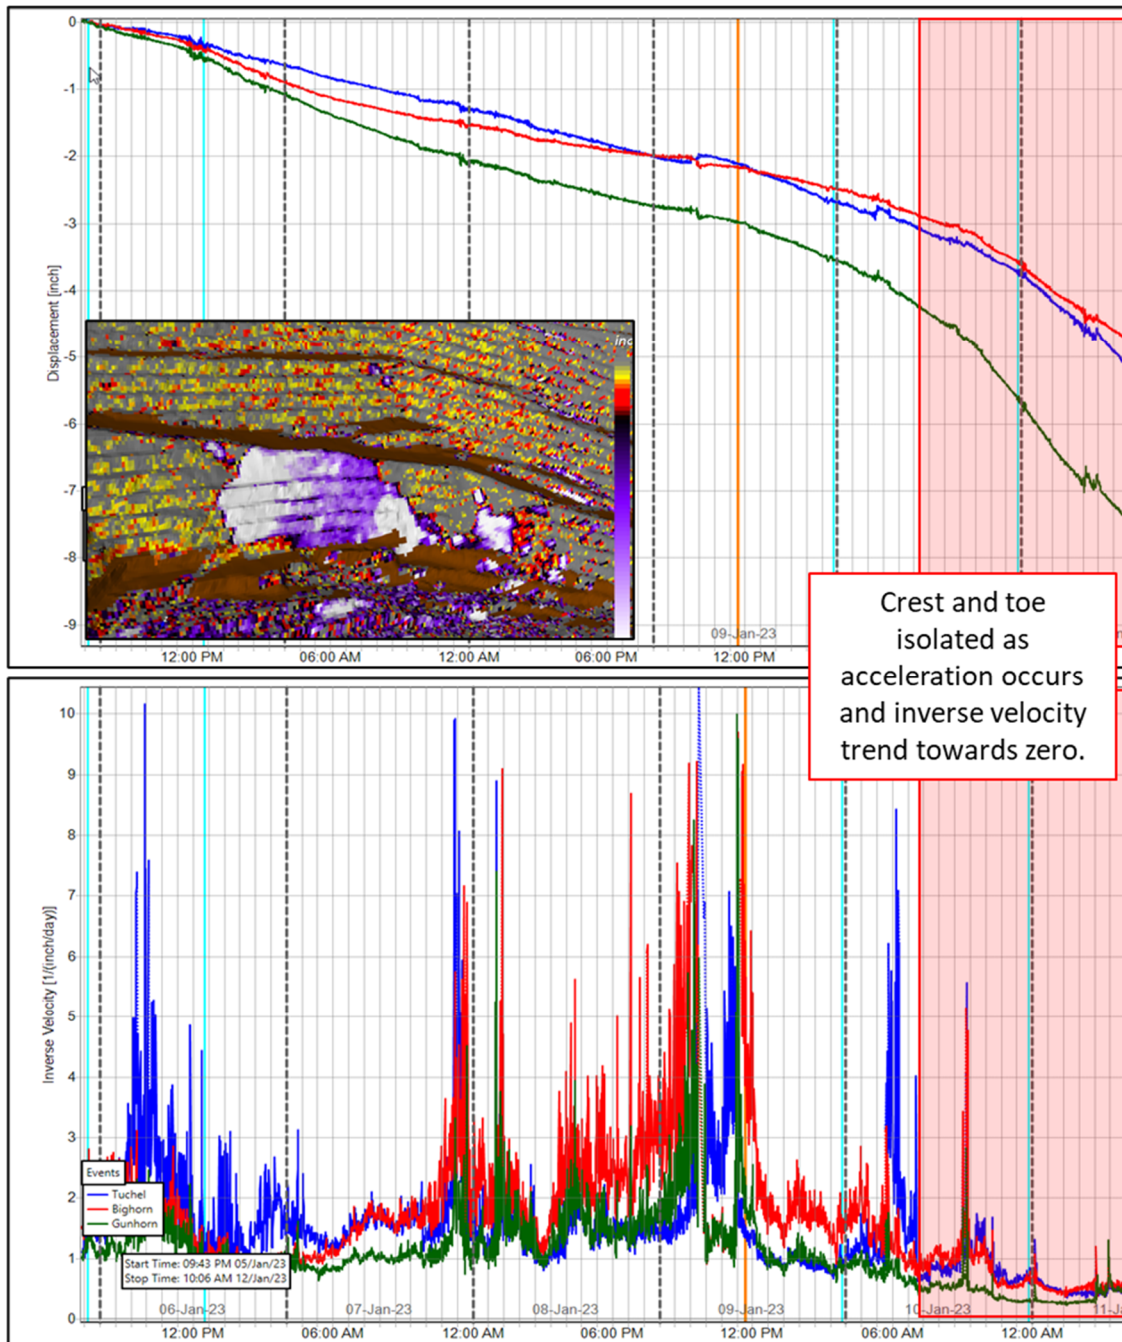 0
-1
-2
-3
-4
-5
-6
-7
-8
-9
Displacement [inch]
inc
09-Jan-23
12:00 PM 06:00 AM 12:00 AM 06:00 PM 12:00 PM
Crest and toe
isolated as
acceleration occurs
and inverse velocity
trend towards zero.
10
9
8
7
6
5
4
3
2
1
0
Inverse Velocity [1/(inch/day)]
Events
Tuchel
Bighorn
Gunhorn
Start Time: 09:43 PM 05/Jan/23
Stop Time: 10:06 AM 12/Jan/23
06-Jan-23 07-Jan-23 08-Jan-23 09-Jan-23 10-Jan-23 11-J
12:00 PM 06:00 AM 12:00 AM 06:00 PM 12:00 PM 06:00 AM 12:00 AM